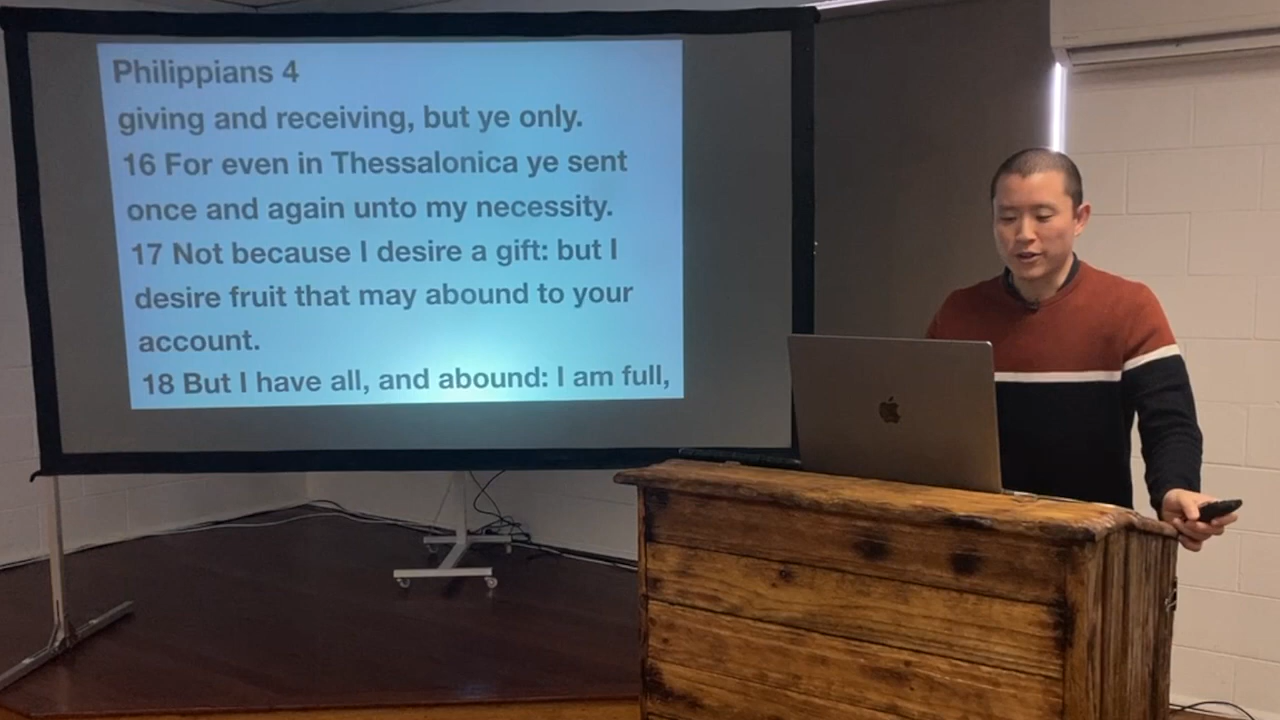 Philippians 4
giving and receiving, but ye only.
16 For even in Thessalonica ye sent
once and again unto my necessity.
17 Not because I desire a gift: but I
desire fruit that may abound to your
account.
18 But I have all, and abound: I am full,